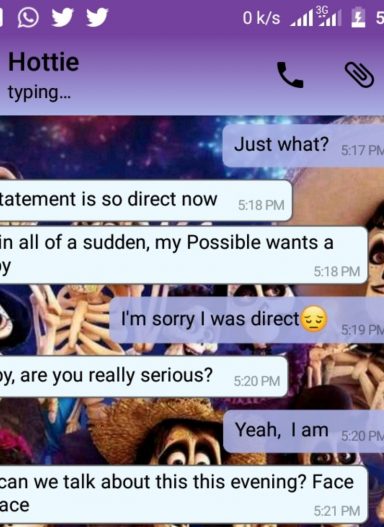 0 k/s 3G 5
Hottie
typing...
Just what? 5:17 PM
tatement is so direct now 5:18 PM
in all of a sudden, my Possible wants a
by 5:18 PM
I'm sorry I was direct😔 5:19 PM
by, are you really serious? 5:20 PM
Yeah, I am 5:20 PM
can we talk about this this evening? Face
ace 5:21 PM